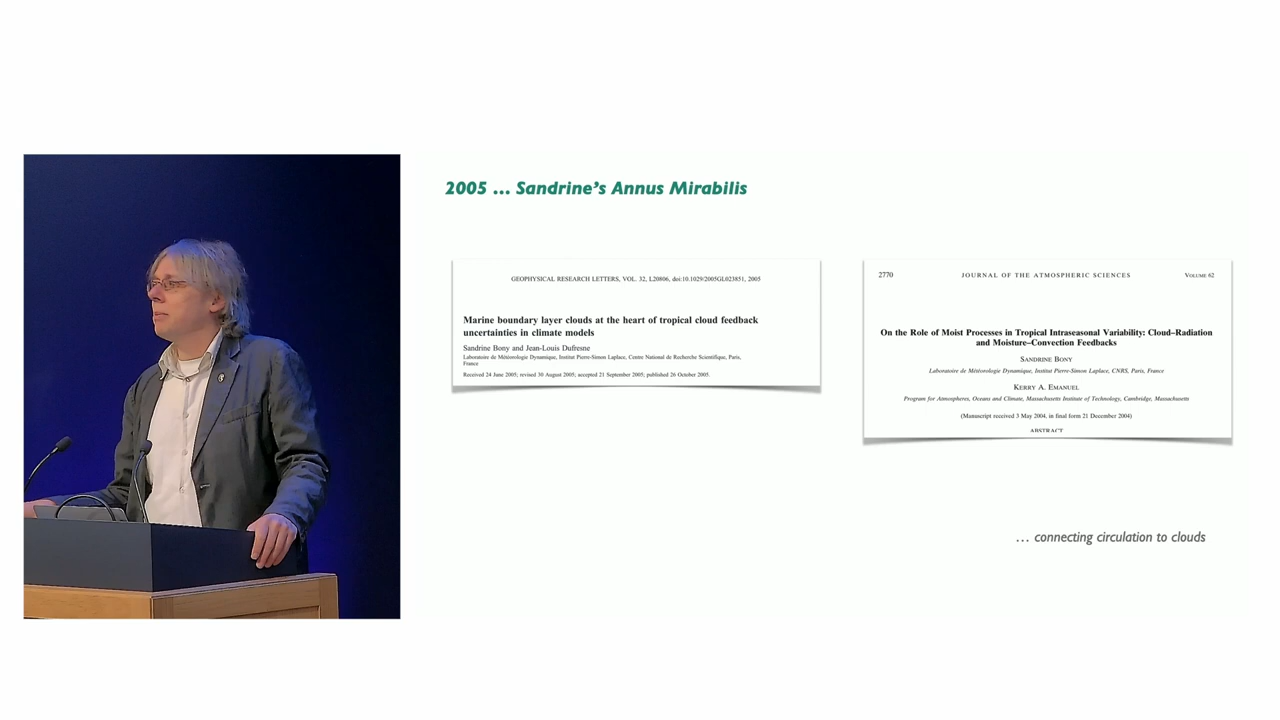 2005 ... Sandrine's Annus Mirabilis
GEOPHYSICAL RESEARCH LETTERS, VOL. 32, L20806, doi:10.1029/2005GL023851, 2005
Marine boundary layer clouds at the heart of tropical cloud feedback
uncertainties in climate models
Sandrine Bony and Jean-Louis Dufresne
Laboratoire de Météorologie Dynamique, Institut Pierre-Simon Laplace, Centre National de Recherche Scientifique, Paris,
France
Received 24 June 2005; revised 30 August 2005; accepted 21 September 2005; published 26 October 2005.
2770 JOURNAL OF THE ATMOSPHERIC SCIENCES VOLUME 62
On the Role of Moist Processes in Tropical Intraseasonal Variability: Cloud–Radiation
and Moisture–Convection Feedbacks
SANDRINE BONY
Laboratoire de Météorologie Dynamique, Institut Pierre-Simon Laplace, CNRS, Paris, France
KERRY A. EMANUEL
Program for Atmospheres, Oceans and Climate, Massachusetts Institute of Technology, Cambridge, Massachusetts
(Manuscript received 3 May 2004, in final form 21 December 2004)
ABSTRACT
... connecting circulation to clouds